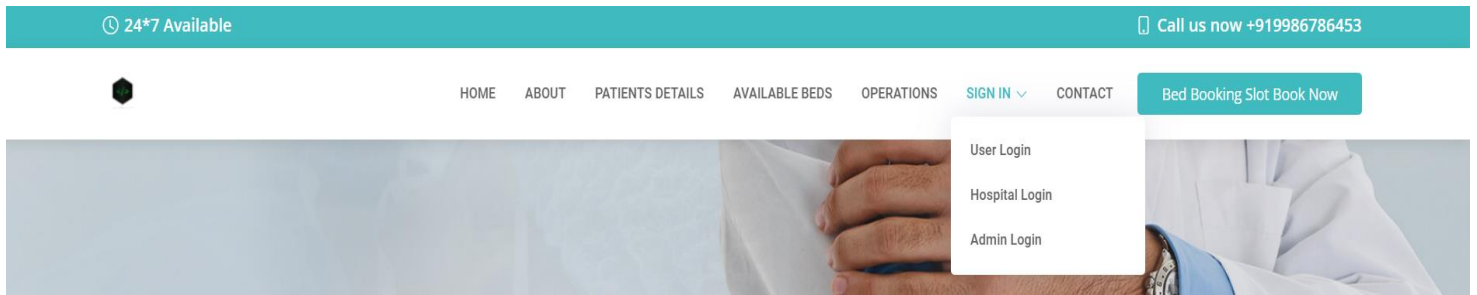 24*7 Available
Call us now +919986786453
HOME ABOUT PATIENTS DETAILS AVAILABLE BEDS OPERATIONS SIGN IN CONTACT Bed Booking Slot Book Now
User Login
Hospital Login
Admin Login